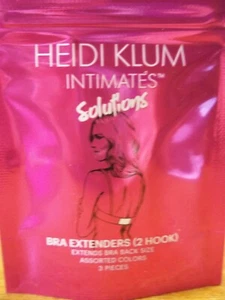 HEIDI KLUM
INTIMATES™
Solutions
BRA EXTENDERS (2 HOOK)
EXTENDS BRA BACK SIZE
ASSORTED COLORS
3 PIECES